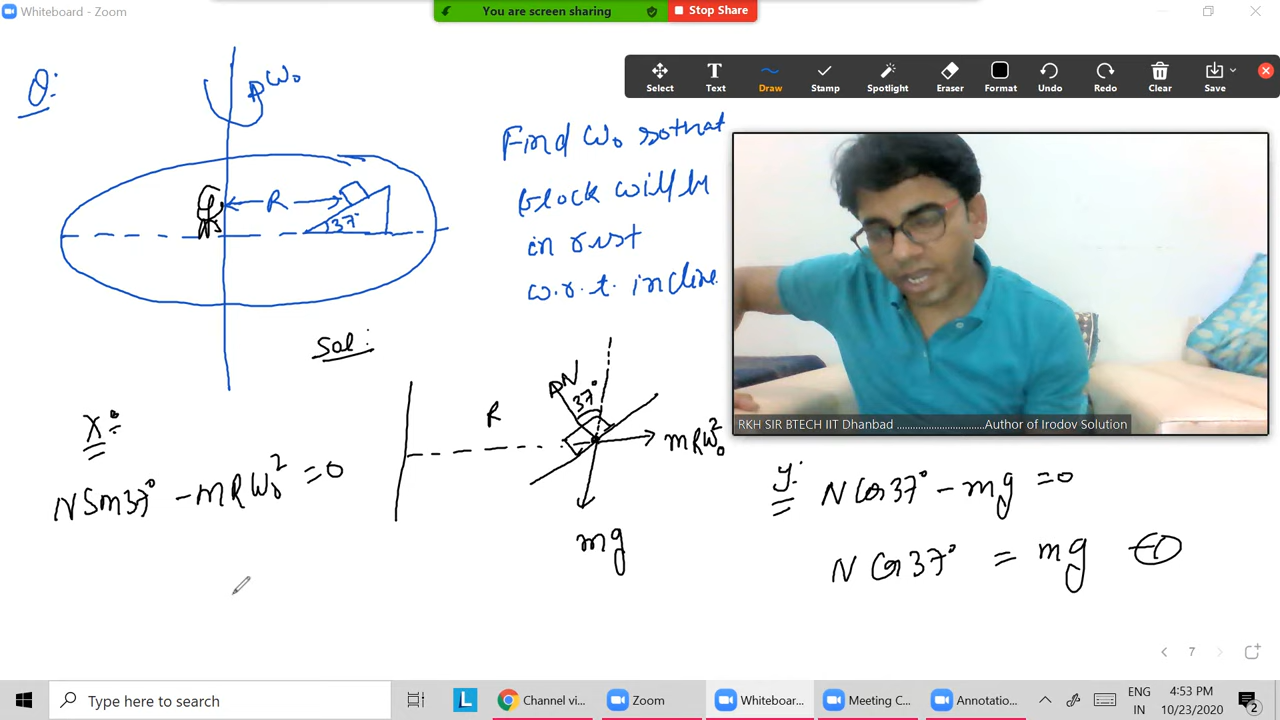 Whiteboard - Zoom
You are screen sharing
Stop Share
Select
Text
Draw
Stamp
Spotlight
Eraser
Format
Undo
Redo
Clear
Save
Q:
ω₀
R
37°
Find ω₀ so that
block will be
in rest
w.r.t. incline
Sol:
N
37°
R
mRω₀²
mg
x:
N Sin37° - mRω₀² = 0
RKH SIR BTECH IIT Dhanbad ................................Author of Irodov Solution
y:
N Cos37° - mg = 0
N Cos37° = mg —①
7
Type here to search
L
Channel vi...
Zoom
Whiteboar...
Meeting C...
Annotatio...
ENG
IN
4:53 PM
10/23/2020
2